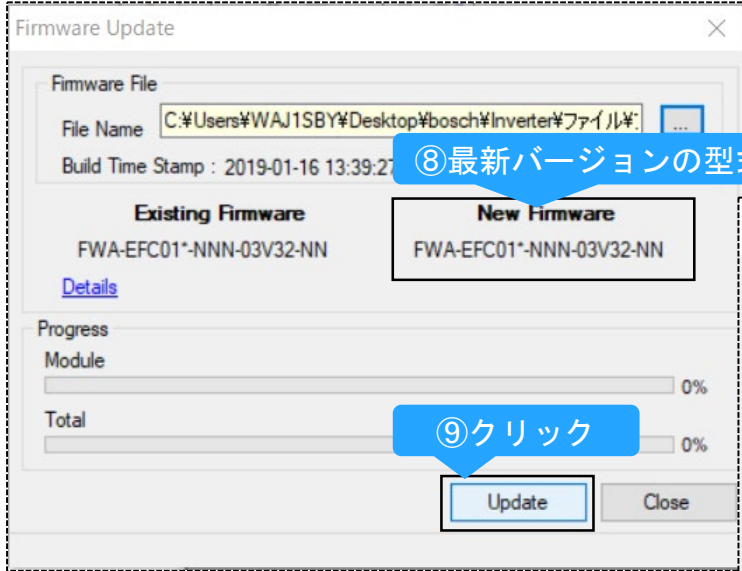 Firmware Update
Firmware File
File Name C:¥Users¥WAJ1SBY¥Desktop¥bosch¥Inverter¥ファイル¥ ...
Build Time Stamp : 2019-01-16 13:39:27
⑧最新バージョンの型式
Existing Firmware New Firmware
FWA-EFC01*-NNN-03V32-NN FWA-EFC01*-NNN-03V32-NN
Details
Progress
Module
0%
Total
⑨クリック
0%
Update Close